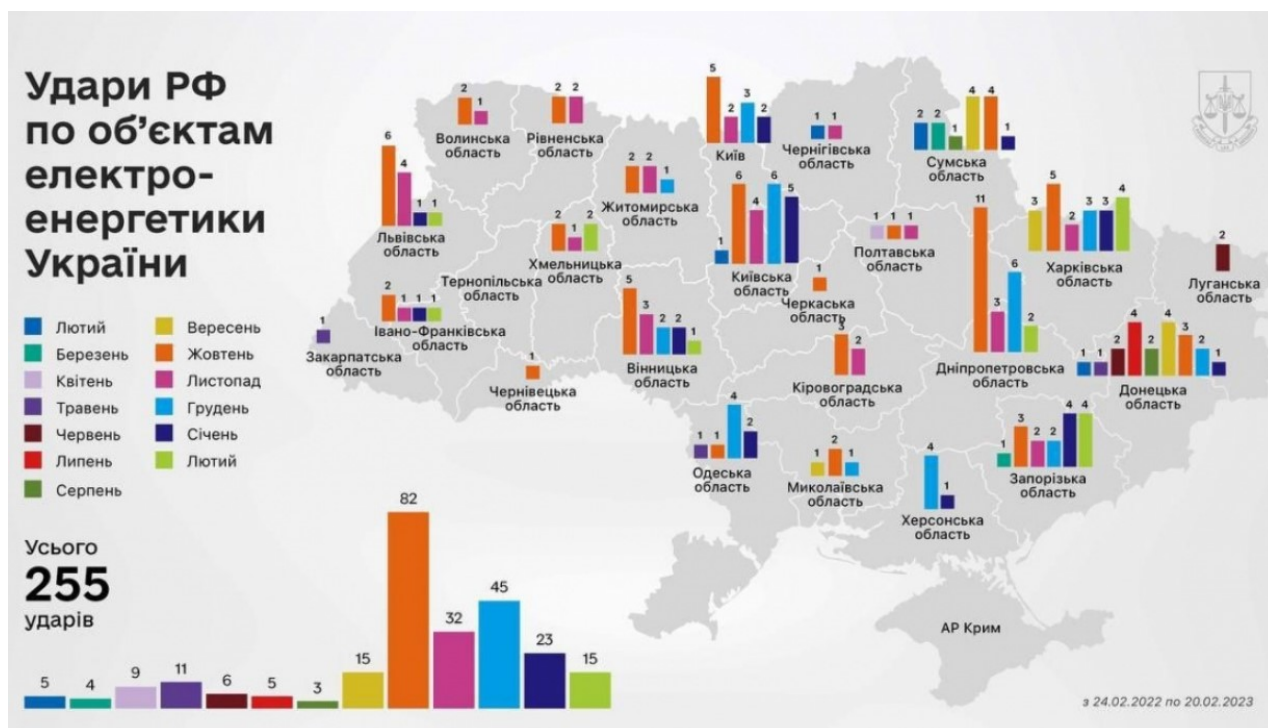 Удари РФ
по об’єктам
електро-
енергетики
України
Лютий
Березень
Квітень
Травень
Червень
Липень
Серпень
Вересень
Жовтень
Листопад
Грудень
Січень
Лютий
Усього
255
ударів
5
4
9
11
6
5
3
15
82
32
45
23
15
2 1
Волинська
область
2 2
Рівненська
область
5 2 3 2
Київ
1 1
Чернігівська
область
2 2 1 4 4 1
Сумська
область
6 4 1 1
Львівська
область
2 2 1
Житомирська
область
2 1 2
Хмельницька
область
Тернопільська
область
1 6 4 6 5
Київська
область
1 1 1
Полтавська
область
3 5 2 3 3 4
Харківська
область
2
Луганська
область
1
Закарпатська
область
2 1 1 1
Івано-Франківська
область
1
Чернівецька
область
5 3 2 2 1
Вінницька
область
1
Черкаська
область
3 2
Кіровоградська
область
11 3 6 2
Дніпропетровська
область
1 1 2 4 2 4 3 2 1
Донецька
область
1 1 4 2
Одеська
область
1 2 1
Миколаївська
область
4 1
Херсонська
область
1 3 2 2 4 4
Запорізька
область
АР Крим
з 24.02.2022 по 20.02.2023